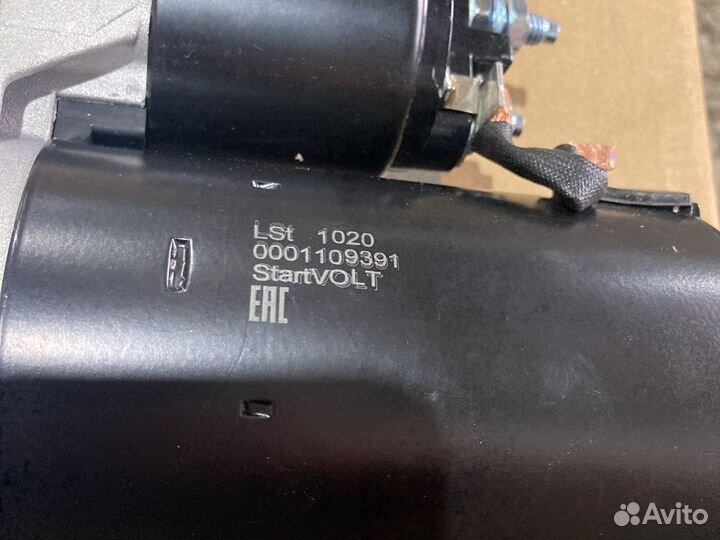 LSt 1020
0001109391
StartVOLT
EAC
Avito